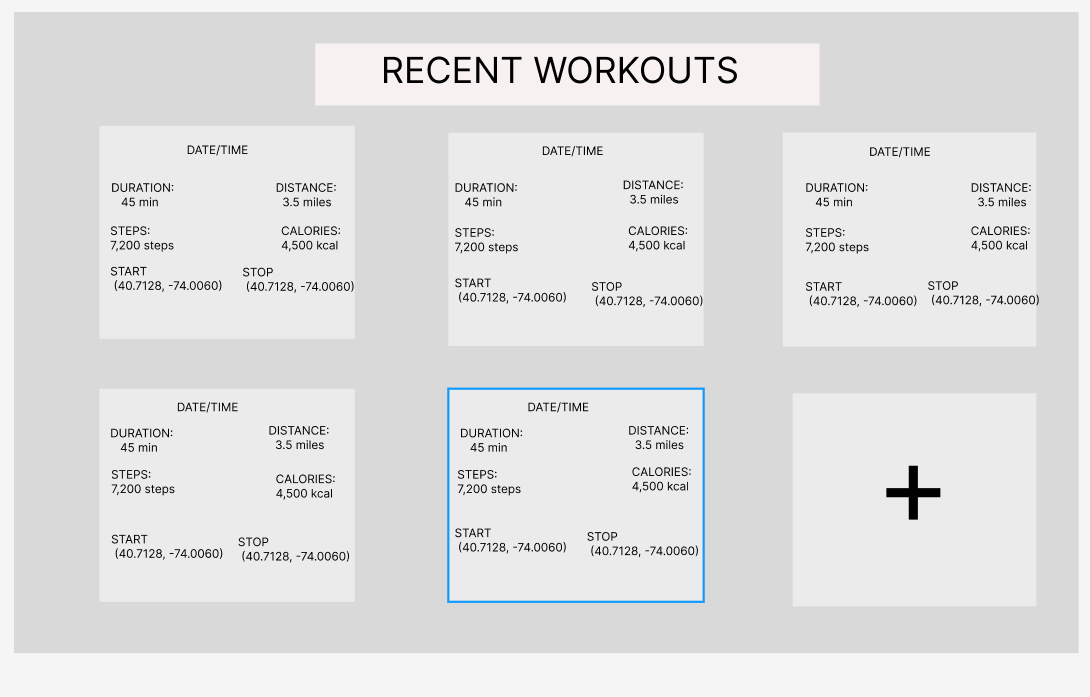 RECENT WORKOUTS
DATE/TIME
DURATION:
45 min
DISTANCE:
3.5 miles
STEPS:
7,200 steps
CALORIES:
4,500 kcal
START
(40.7128, -74.0060)
STOP
(40.7128, -74.0060)
DATE/TIME
DURATION:
45 min
DISTANCE:
3.5 miles
STEPS:
7,200 steps
CALORIES:
4,500 kcal
START
(40.7128, -74.0060)
STOP
(40.7128, -74.0060)
DATE/TIME
DURATION:
45 min
DISTANCE:
3.5 miles
STEPS:
7,200 steps
CALORIES:
4,500 kcal
START
(40.7128, -74.0060)
STOP
(40.7128, -74.0060)
DATE/TIME
DURATION:
45 min
DISTANCE:
3.5 miles
STEPS:
7,200 steps
CALORIES:
4,500 kcal
START
(40.7128, -74.0060)
STOP
(40.7128, -74.0060)
DATE/TIME
DURATION:
45 min
DISTANCE:
3.5 miles
STEPS:
7,200 steps
CALORIES:
4,500 kcal
START
(40.7128, -74.0060)
STOP
(40.7128, -74.0060)
+